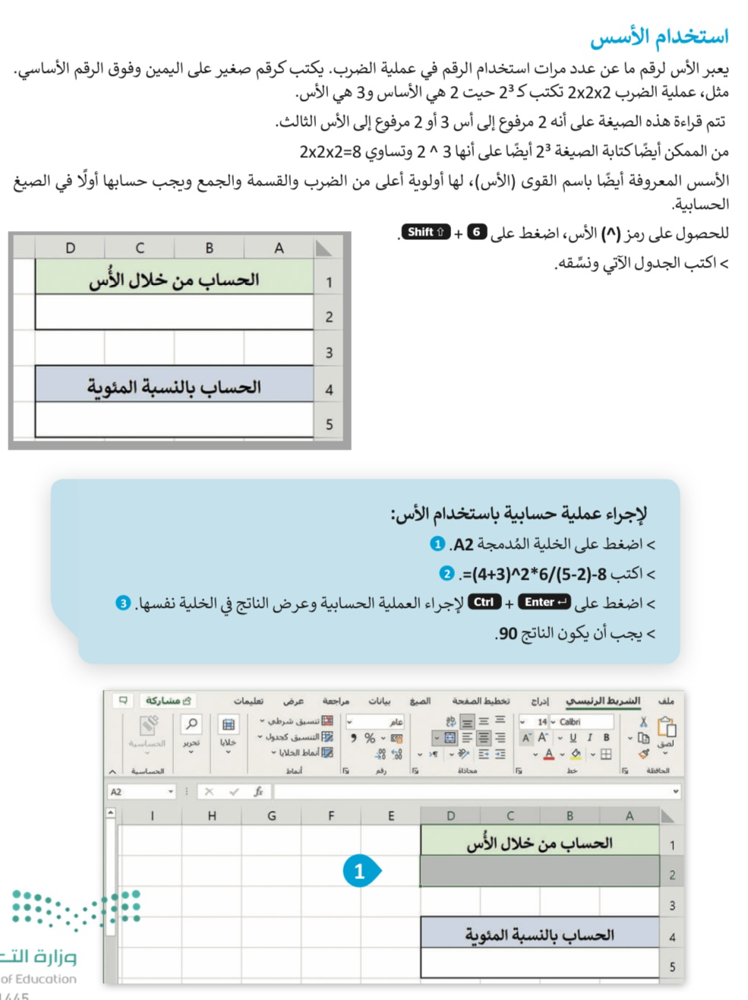 استخدام الأسس
يعبر الأس لرقم ما عن عدد مرات استخدام الرقم في عملية الضرب. يكتب كرقم صغير على اليمين وفوق الرقم الأساسي.
مثل، عملية الضرب 2x2x2 تكتب كـ 2³ حيت 2 هي الأساس و3 هي الأس.
تتم قراءة هذه الصيغة على أنه 2 مرفوع إلى أس 3 أو 2 مرفوع إلى الأس الثالث.
من الممكن أيضًا كتابة الصيغة 2³ أيضًا على أنها 3 ^ 2 وتساوي 8=2x2x2
الأسس المعروفة أيضًا باسم القوى (الأس)، لها أولوية أعلى من الضرب والقسمة والجمع ويجب حسابها أولًا في الصيغ
الحسابية.
للحصول على رمز (^) الأس، اضغط على 6 + Shift ⇧ .
> اكتب الجدول الآتي ونسّقه.
A B C D
1 الحساب من خلال الأُس
2
3
4 الحساب بالنسبة المئوية
5
لإجراء عملية حسابية باستخدام الأس:
> اضغط على الخلية المُدمجة A2. 1
> اكتب 8-(5-2)/6*2^(4+3)=. 2
> اضغط على Enter ↵ + Ctrl لإجراء العملية الحسابية وعرض الناتج في الخلية نفسها. 3
> يجب أن يكون الناتج 90.
ملف الشريط الرئيسي إدراج تخطيط الصفحة الصيغ بيانات مراجعة عرض تعليمات مشاركة
لصق Calibri 14 عام تنسيق شرطي خلايا تحرير الحساسية
B I U A A % التنسيق كجدول
A أنماط الخلايا
الحافظة خط محاذاة رقم أنماط الحساسية
A2 fx
A B C D E F G H I
1 الحساب من خلال الأُس
1
2
3
4 الحساب بالنسبة المئوية
5
وزارة التـ
of Education
1445